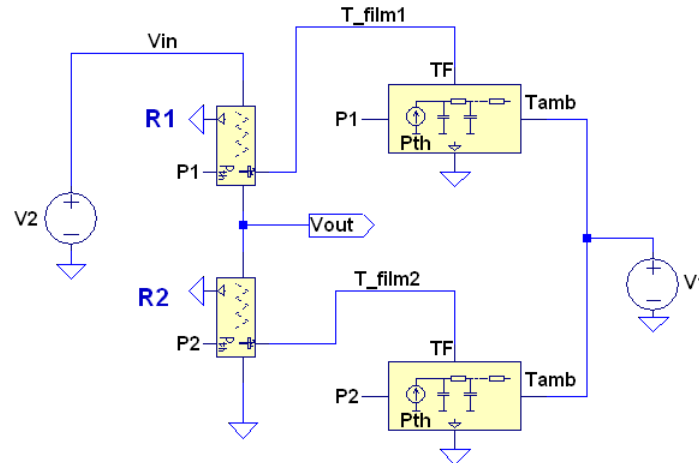 T_film1
Vin
TF
Tamb
R1
P1
P1
Pth
V2
Vout
R2
T_film2
P2
TF
Tamb
P2
Pth